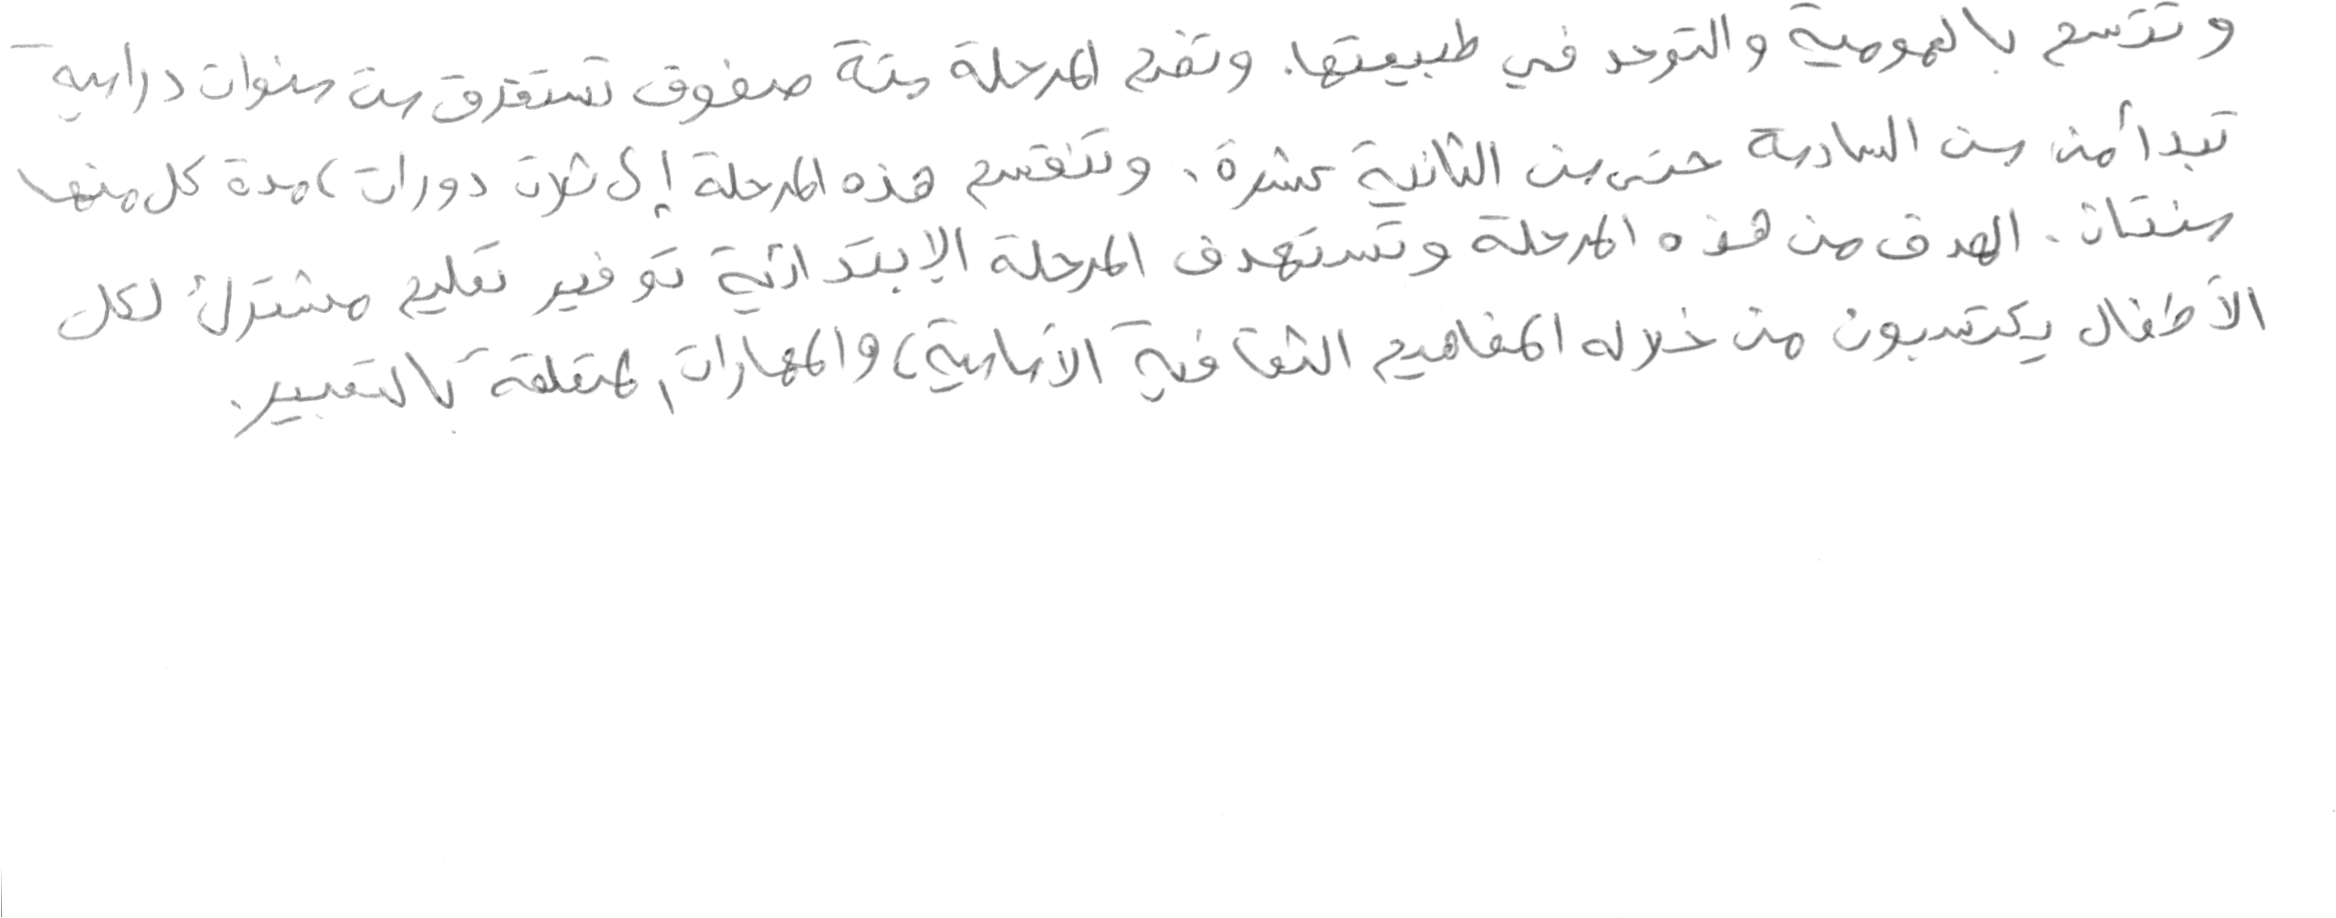 وتتسم بالعمومية والتوحد في طبيعتها. وتضم المرحلة ستة صفوف تستغرق ست سنوات دراسية
تبدأ من سن السادسة حتى سن الثانية عشرة. وتنقسم هذه المرحلة إلى ثلاث دورات، مدة كل منها
سنتان. الهدف من هذه المرحلة وتستهدف المرحلة الإبتدائية توفير تعليم مشترك لكل
الأطفال يكتسبون من خلاله المفاهيم الثقافية الأساسية، والمهارات المتعلقة بالتعبير.